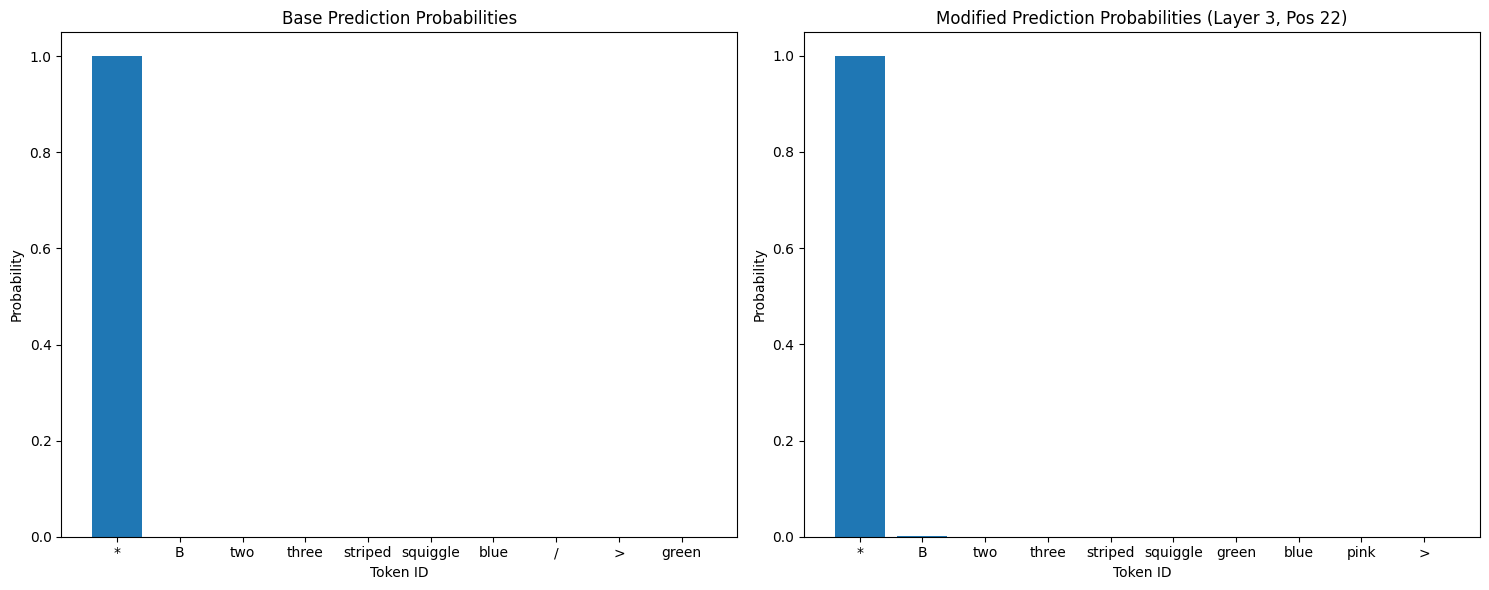 Base Prediction Probabilities
Probability
1.0
0.8
0.6
0.4
0.2
0.0
* B two three striped squiggle blue / > green
Token ID
Modified Prediction Probabilities (Layer 3, Pos 22)
Probability
1.0
0.8
0.6
0.4
0.2
0.0
* B two three striped squiggle green blue pink >
Token ID